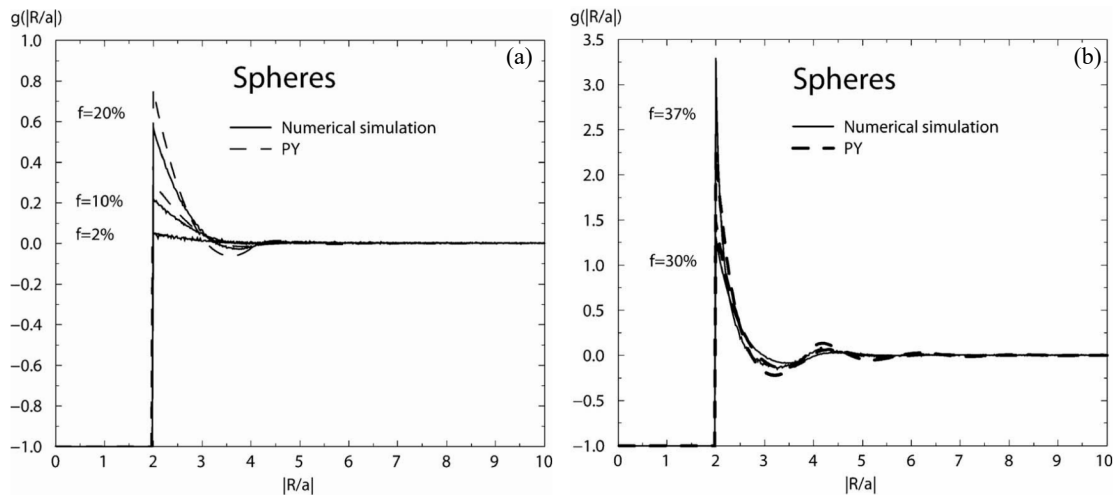 g(|R/a|)
(a)
Spheres
Numerical simulation
PY
f=20%
f=10%
f=2%
1.0
0.8
0.6
0.4
0.2
0.0
−0.2
−0.4
−0.6
−0.8
−1.0
0 1 2 3 4 5 6 7 8 9 10
|R/a|
g(|R/a|)
(b)
Spheres
Numerical simulation
PY
f=37%
f=30%
3.5
3.0
2.5
2.0
1.5
1.0
0.5
0.0
−0.5
−1.0
0 1 2 3 4 5 6 7 8 9 10
|R/a|